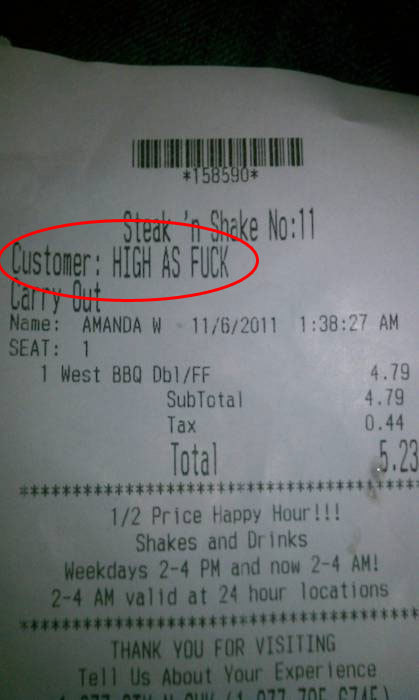 *158590*
Steak 'n Shake No:11
Customer: HIGH AS FUCK
Carry Out
Name: AMANDA W 11/6/2011 1:38:27 AM
SEAT: 1
1 West BBQ Dbl/FF 4.79
SubTotal 4.79
Tax 0.44
Total 5.23
****************************************
1/2 Price Happy Hour!!!
Shakes and Drinks
Weekdays 2-4 PM and now 2-4 AM!
2-4 AM valid at 24 hour locations
****************************************
THANK YOU FOR VISITING
Tell Us About Your Experience